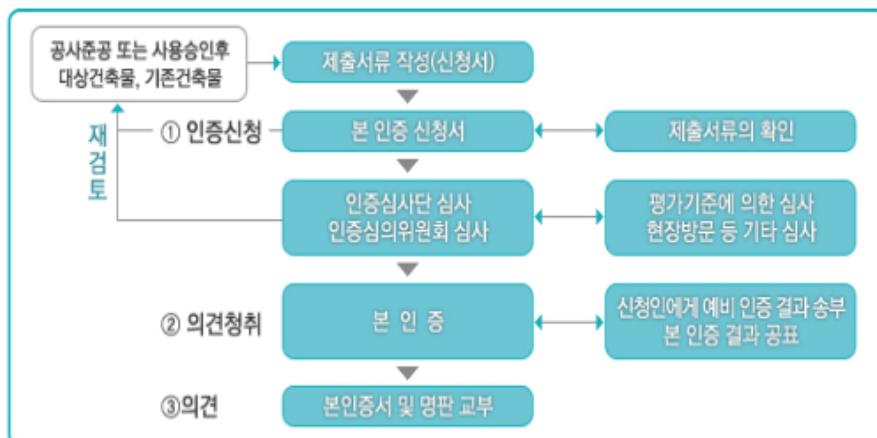 공사준공 또는 사용승인후
대상건축물, 기존건축물
제출서류 작성(신청서)
재검토
① 인증신청
본 인증 신청서
제출서류의 확인
인증심사단 심사
인증심의위원회 심사
평가기준에 의한 심사
현장방문 등 기타 심사
② 의견청취
본 인 증
신청인에게 예비 인증 결과 송부
본 인증 결과 공표
③의견
본인증서 및 명판 교부